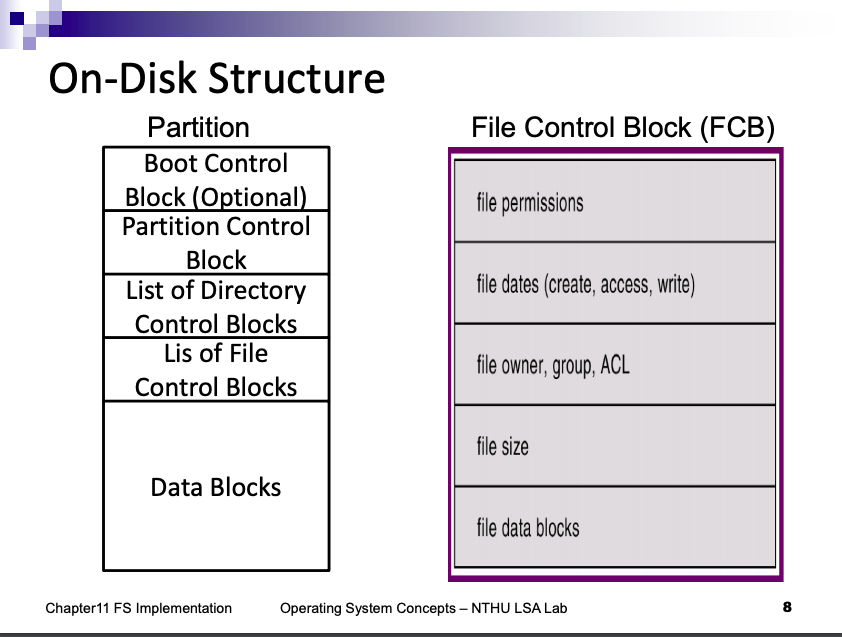 On-Disk Structure
Partition
File Control Block (FCB)
Boot Control
Block (Optional)
Partition Control
Block
List of Directory
Control Blocks
Lis of File
Control Blocks
Data Blocks
file permissions
file dates (create, access, write)
file owner, group, ACL
file size
file data blocks
Chapter11 FS Implementation
Operating System Concepts – NTHU LSA Lab
8